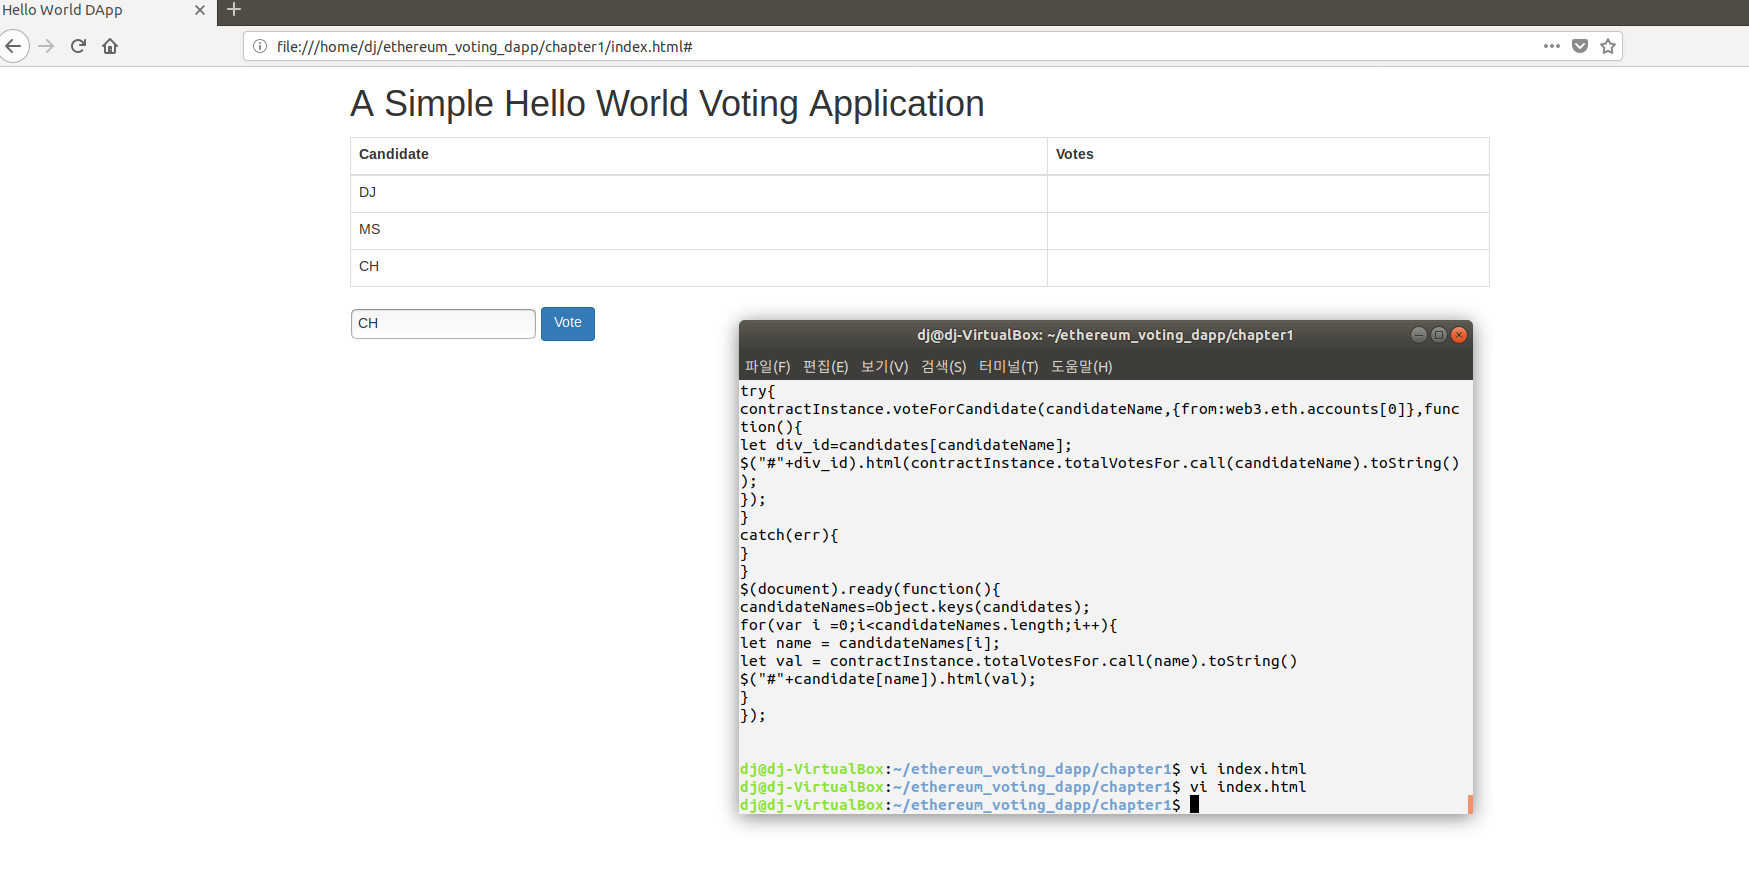 Hello World DApp
file:///home/dj/ethereum_voting_dapp/chapter1/index.html#
A Simple Hello World Voting Application
Candidate Votes
DJ
MS
CH
CH Vote
dj@dj-VirtualBox: ~/ethereum_voting_dapp/chapter1
파일(F) 편집(E) 보기(V) 검색(S) 터미널(T) 도움말(H)
try{
contractInstance.voteForCandidate(candidateName,{from:web3.eth.accounts[0]},func
tion(){
let div_id=candidates[candidateName];
$("#"+div_id).html(contractInstance.totalVotesFor.call(candidateName).toString()
);
});
}
catch(err){
}
}
$(document).ready(function(){
candidateNames=Object.keys(candidates);
for(var i =0;i<candidateNames.length;i++){
let name = candidateNames[i];
let val = contractInstance.totalVotesFor.call(name).toString()
$("#"+candidate[name]).html(val);
}
});
dj@dj-VirtualBox:~/ethereum_voting_dapp/chapter1$ vi index.html
dj@dj-VirtualBox:~/ethereum_voting_dapp/chapter1$ vi index.html
dj@dj-VirtualBox:~/ethereum_voting_dapp/chapter1$